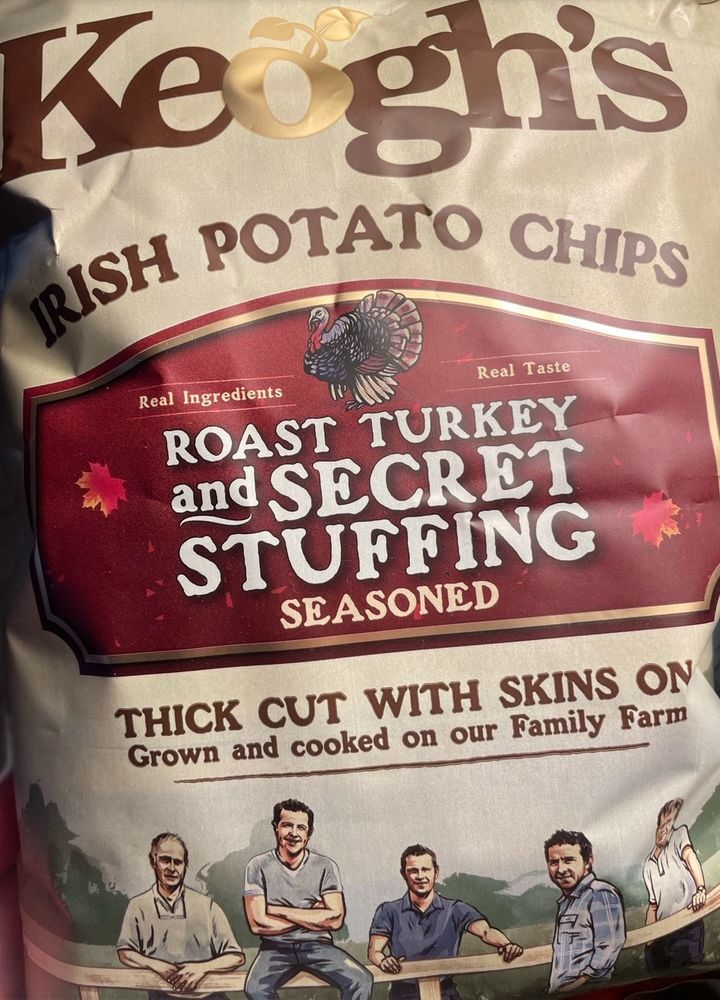 Keogh's
IRISH POTATO CHIPS
Real Ingredients
Real Taste
ROAST TURKEY
and SECRET
STUFFING
SEASONED
THICK CUT WITH SKINS ON
Grown and cooked on our Family Farm